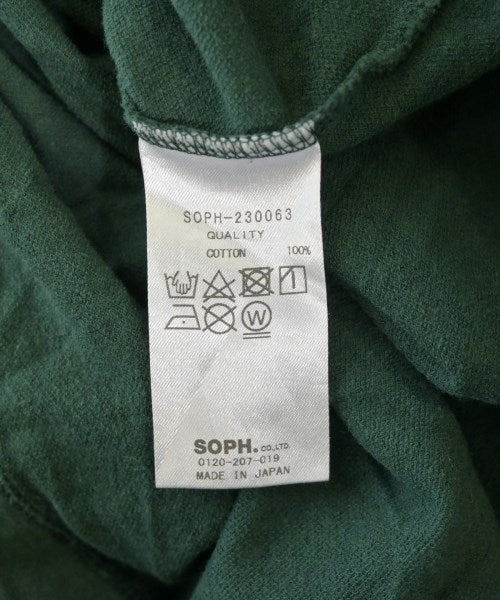 SOPH-230063
QUALITY
COTTON 100%
W
SOPH. CO.,LTD.
0120-207-019
MADE IN JAPAN